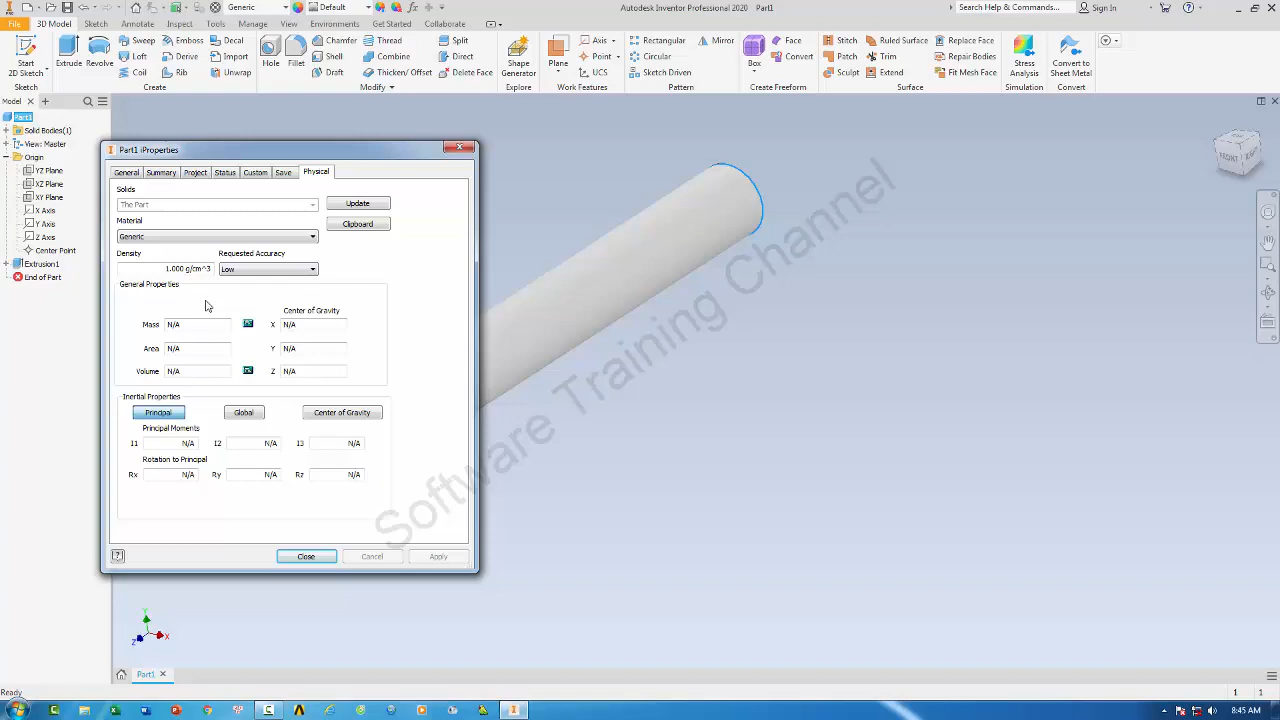 Generic
Default
Autodesk Inventor Professional 2020   Part1
Search Help & Commands...
Sign In
File
3D Model
Sketch
Annotate
Inspect
Tools
Manage
View
Environments
Get Started
Collaborate
Start
2D Sketch
Extrude
Revolve
Sweep
Loft
Coil
Emboss
Derive
Rib
Decal
Import
Unwrap
Create
Hole
Fillet
Chamfer
Shell
Draft
Thread
Combine
Thicken/ Offset
Split
Direct
Delete Face
Modify
Shape
Generator
Explore
Plane
Axis
Point
UCS
Work Features
Rectangular
Circular
Sketch Driven
Mirror
Pattern
Box
Face
Convert
Create Freeform
Stitch
Patch
Sculpt
Ruled Surface
Trim
Extend
Replace Face
Repair Bodies
Fit Mesh Face
Surface
Stress
Analysis
Simulation
Convert to
Sheet Metal
Convert
Model
Part1
Solid Bodies(1)
View: Master
Origin
YZ Plane
XZ Plane
XY Plane
X Axis
Y Axis
Z Axis
Center Point
Extrusion1
End of Part
Part1 iProperties
General
Summary
Project
Status
Custom
Save
Physical
Solids
The Part
Update
Material
Clipboard
Generic
Density
Requested Accuracy
1.000 g/cm^3
Low
General Properties
Center of Gravity
Mass N/A X N/A
Area N/A Y N/A
Volume N/A Z N/A
Inertial Properties
Principal
Global
Center of Gravity
Principal Moments
I1 N/A I2 N/A I3 N/A
Rotation to Principal
Rx N/A Ry N/A Rz N/A
Close
Cancel
Apply
Software Training Channel
FRONT
Y
X
Z
Part1
Ready
1 1
8:45 AM